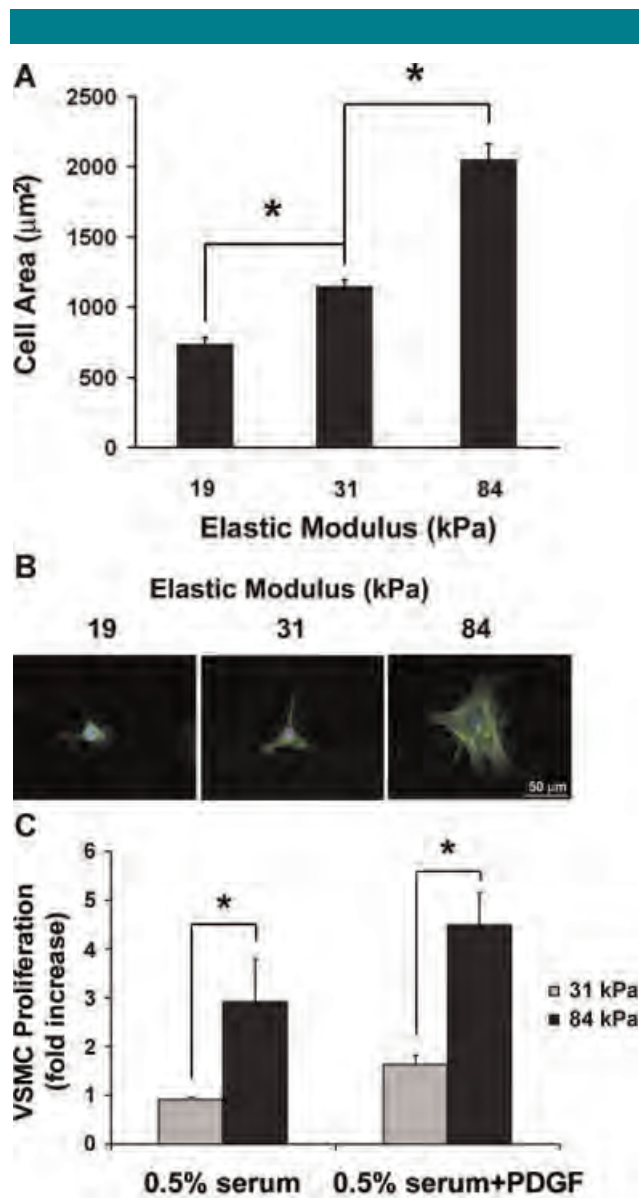 A
*
*
2500
2000
1500
1000
500
0
Cell Area (µm²)
19 31 84
Elastic Modulus (kPa)
B
Elastic Modulus (kPa)
19 31 84
50 µm
C
*
*
6
5
4
3
2
1
0
VSMC Proliferation
(fold increase)
31 kPa
84 kPa
0.5% serum 0.5% serum+PDGF